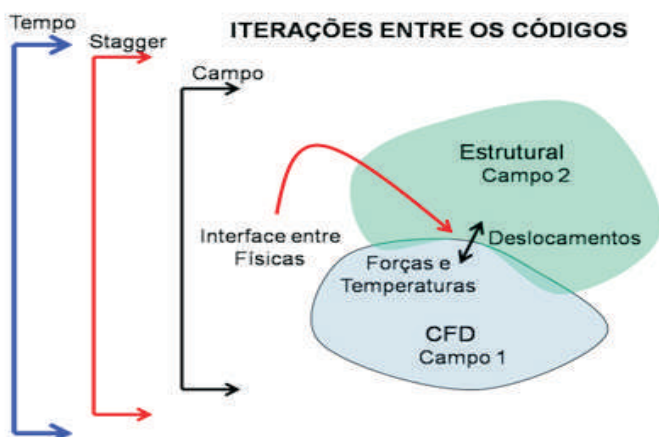 Tempo
Stagger
ITERAÇÕES ENTRE OS CÓDIGOS
Campo
Estrutural
Campo 2
Interface entre
Físicas
Deslocamentos
Forças e
Temperaturas
CFD
Campo 1